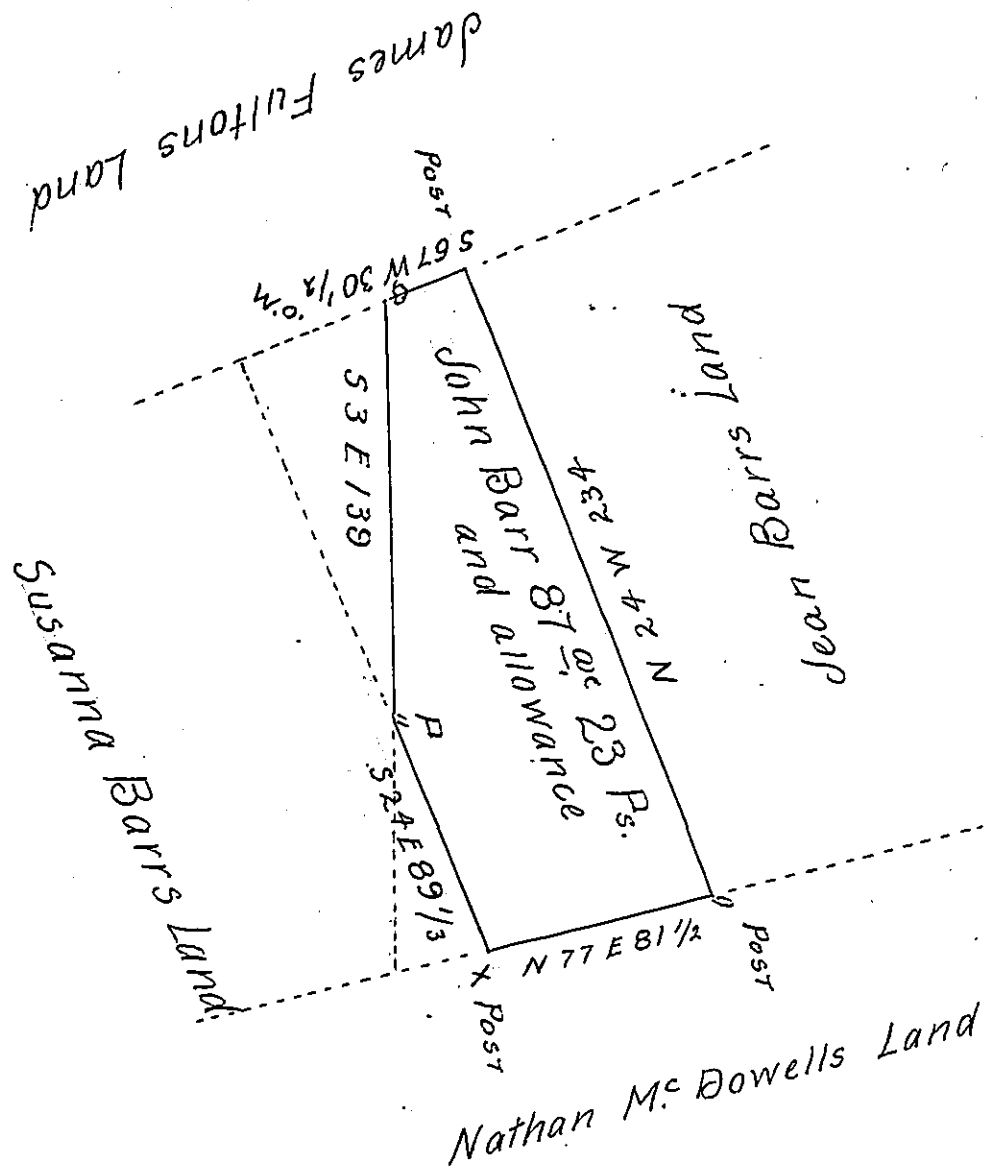 James Fultons Land
Post
S 67 W 30 1/2
S 3 E 139
John Barr 87 ac 23 Ps.
and allowance
N 24 W 234
Jean Barrs Land
Susanna Barrs Land
P
S 24 E 89 1/3
N 77 E 81 1/2
X Post
Post
Nathan Mc Dowells Land